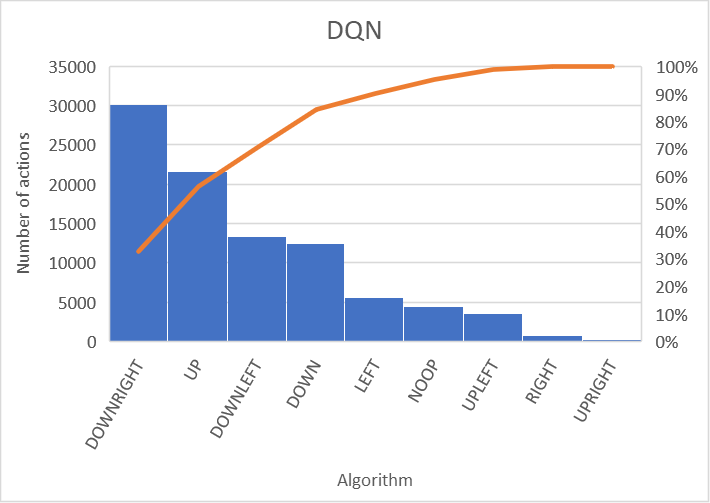 DQN
35000
30000
25000
20000
15000
10000
5000
0
Number of actions
100%
90%
80%
70%
60%
50%
40%
30%
20%
10%
0%
DOWNRIGHT
UP
DOWNLEFT
DOWN
LEFT
NOOP
UPLEFT
RIGHT
UPRIGHT
Algorithm